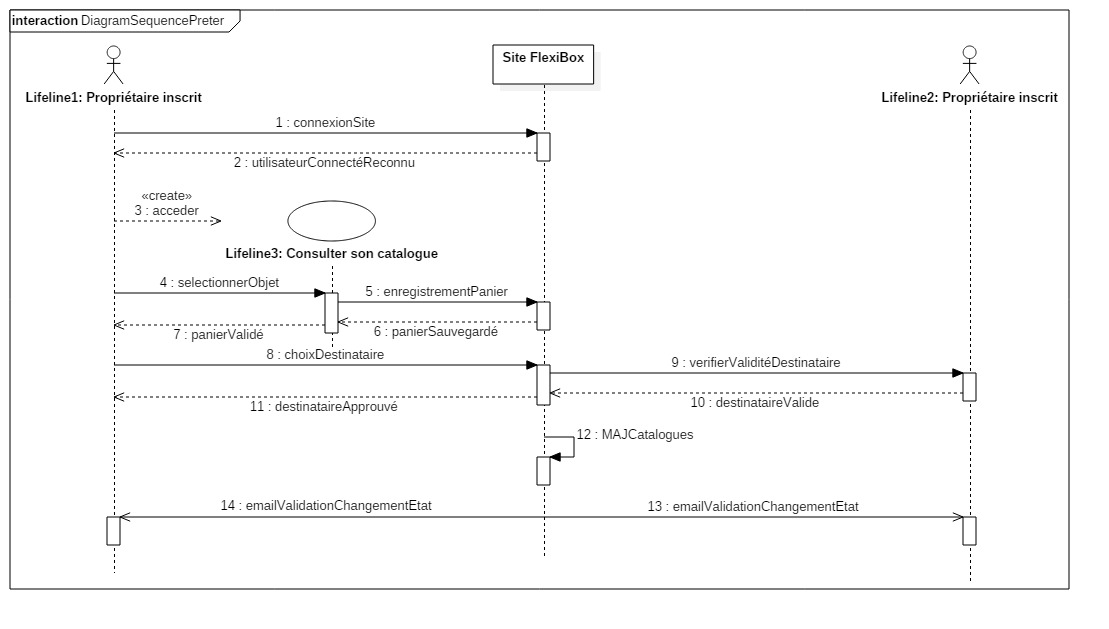 interaction DiagramSequencePreter
Site FlexiBox
Lifeline1: Propriétaire inscrit
Lifeline2: Propriétaire inscrit
1 : connexionSite
2 : utilisateurConnectéReconnu
«create»
3 : acceder
Lifeline3: Consulter son catalogue
4 : selectionnerObjet
5 : enregistrementPanier
6 : panierSauvegardé
7 : panierValidé
8 : choixDestinataire
9 : verifierValiditéDestinataire
10 : destinataireValide
11 : destinataireApprouvé
12 : MAJCatalogues
14 : emailValidationChangementEtat
13 : emailValidationChangementEtat